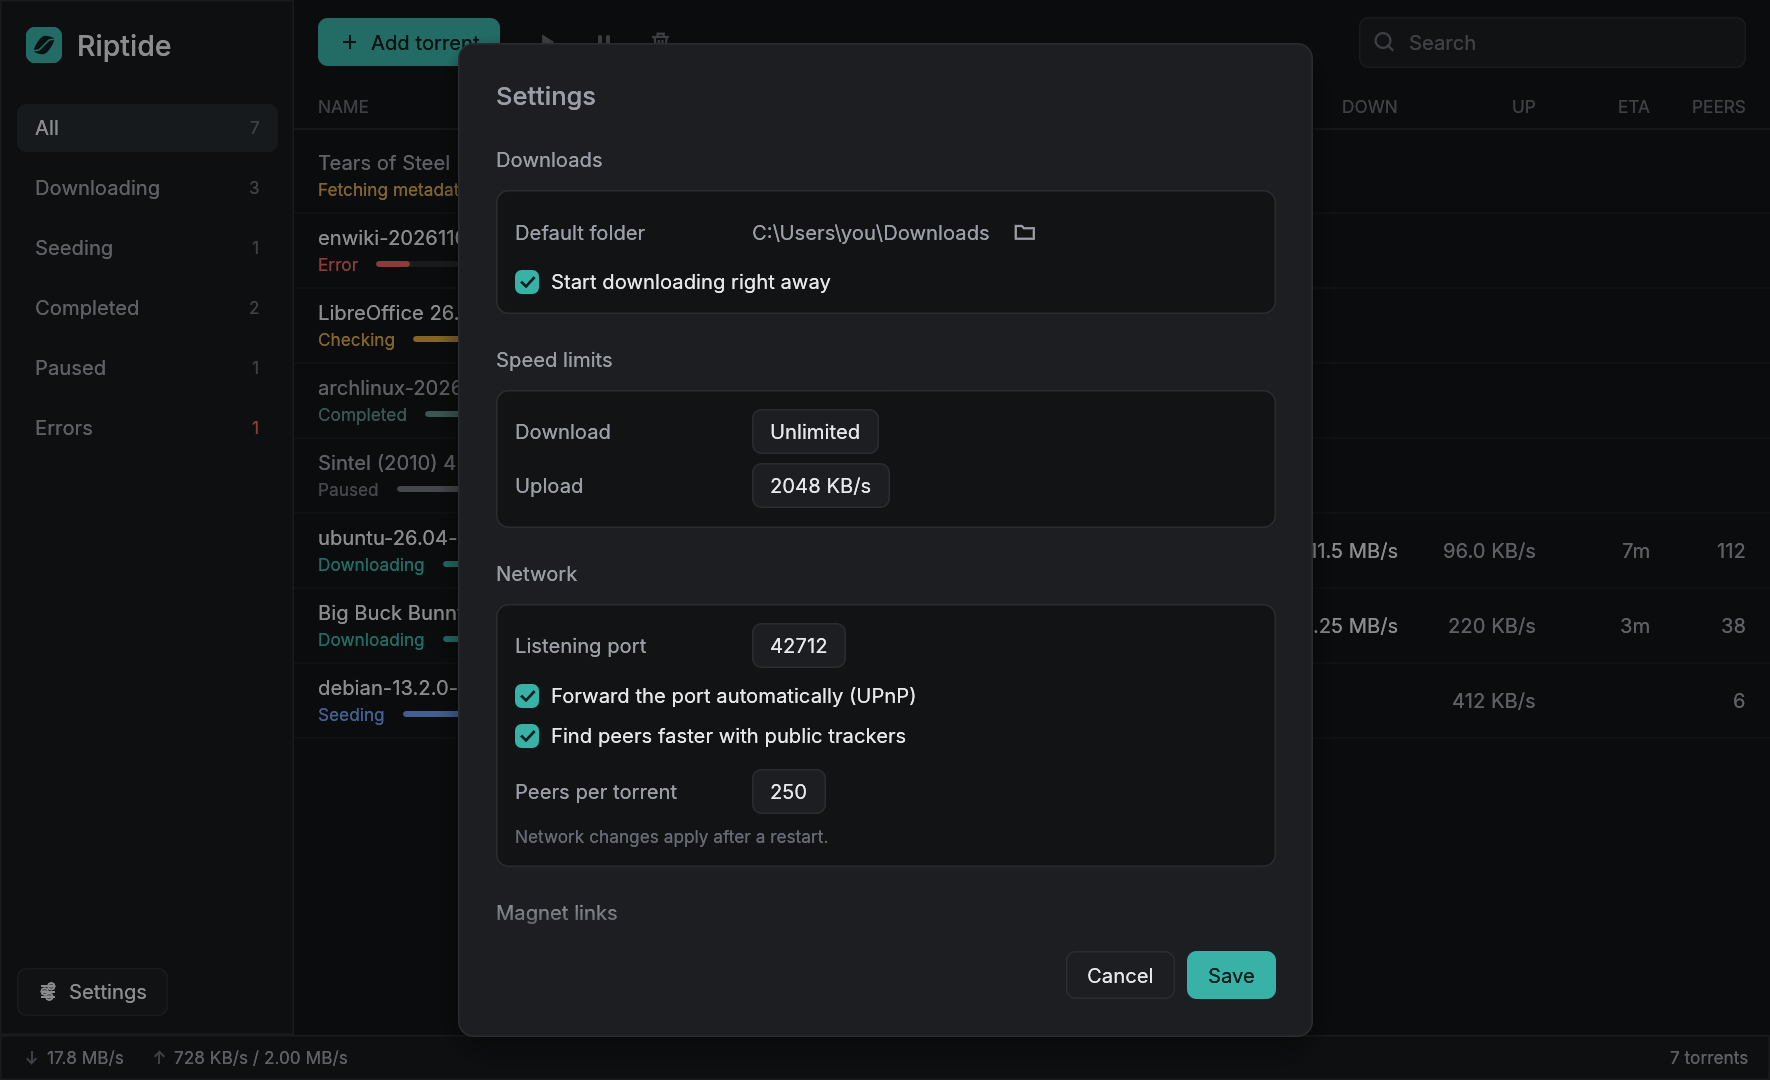 Riptide
All 7
Downloading 3
Seeding 1
Completed 2
Paused 1
Errors 1
Settings
+ Add torrent
Search
NAME DOWN UP ETA PEERS
Tears of Steel
Fetching
enwiki-
Error
LibreOffice 26.
Checking
archlinux-2026
Completed
Sintel (2010) 4
Paused
ubuntu-26.04-
Downloading
11.5 MB/s 96.0 KB/s 7m 112
Big Buck
Downloading
.25 MB/s 220 KB/s 3m 38
debian-13.2.0-
Seeding
412 KB/s 6
Settings
Downloads
Default folder C:\Users\you\Downloads
Start downloading right away
Speed limits
Download Unlimited
Upload 2048 KB/s
Network
Listening port 42712
Forward the port automatically (UPnP)
Find peers faster with public trackers
Peers per torrent 250
Network changes apply after a restart.
Magnet links
Cancel Save
↓ 17.8 MB/s ↑ 728 KB/s / 2.00 MB/s
7 torrents